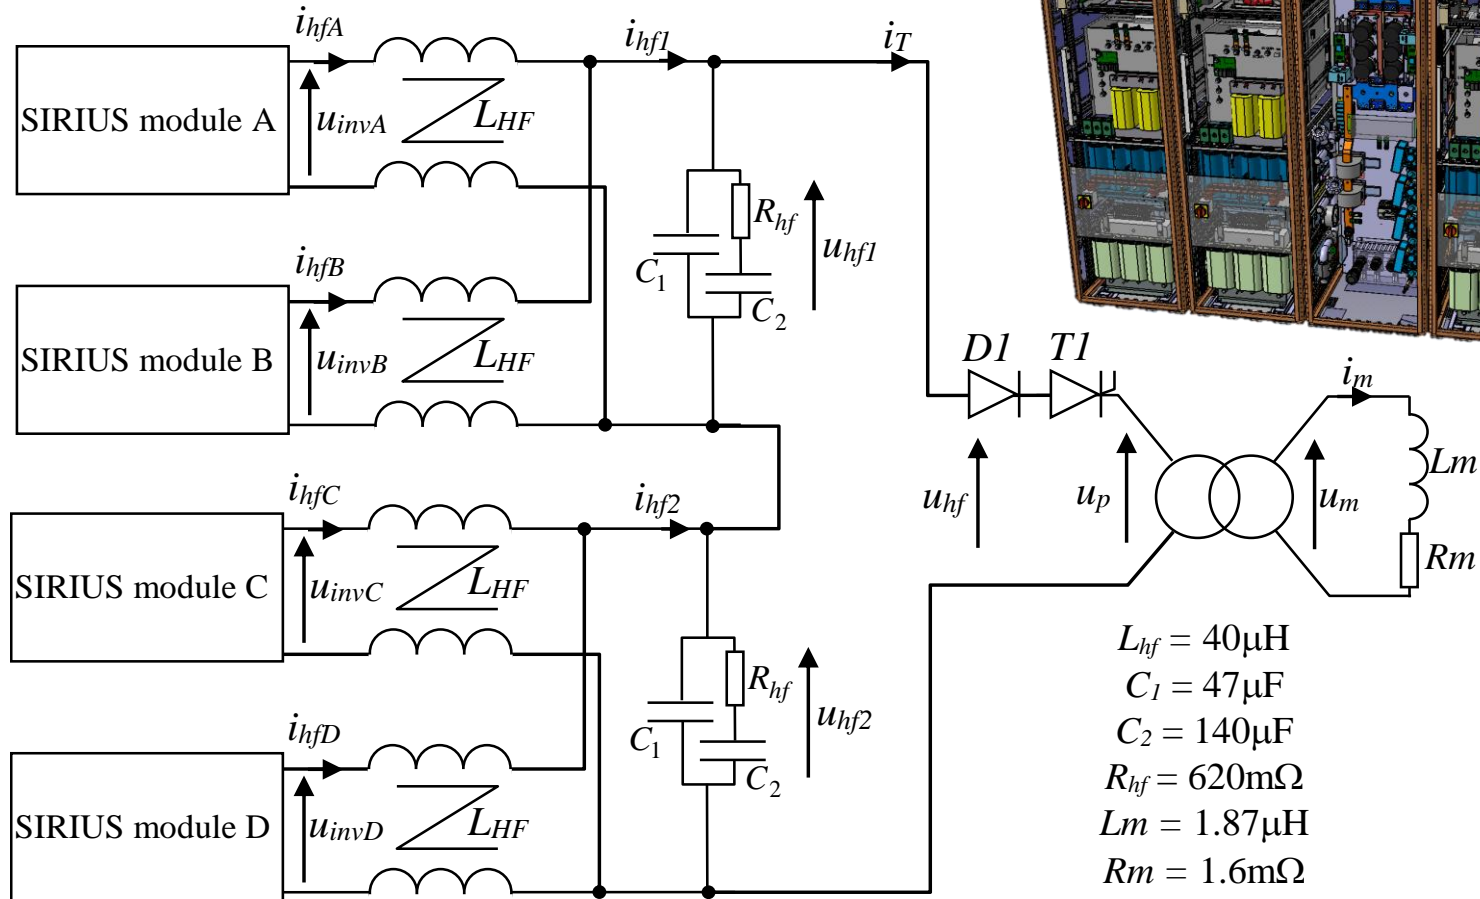 i_hfA
i_hf1
i_T
SIRIUS module A
u_invA
L_HF
R_hf
C_1
C_2
u_hf1
i_hfB
SIRIUS module B
u_invB
L_HF
D1
T1
i_m
i_hfC
i_hf2
u_hf
u_p
u_m
Lm
Rm
SIRIUS module C
u_invC
L_HF
R_hf
C_1
C_2
u_hf2
i_hfD
SIRIUS module D
u_invD
L_HF
L_hf = 40µH
C_1 = 47µF
C_2 = 140µF
R_hf = 620mΩ
Lm = 1.87µH
Rm = 1.6mΩ